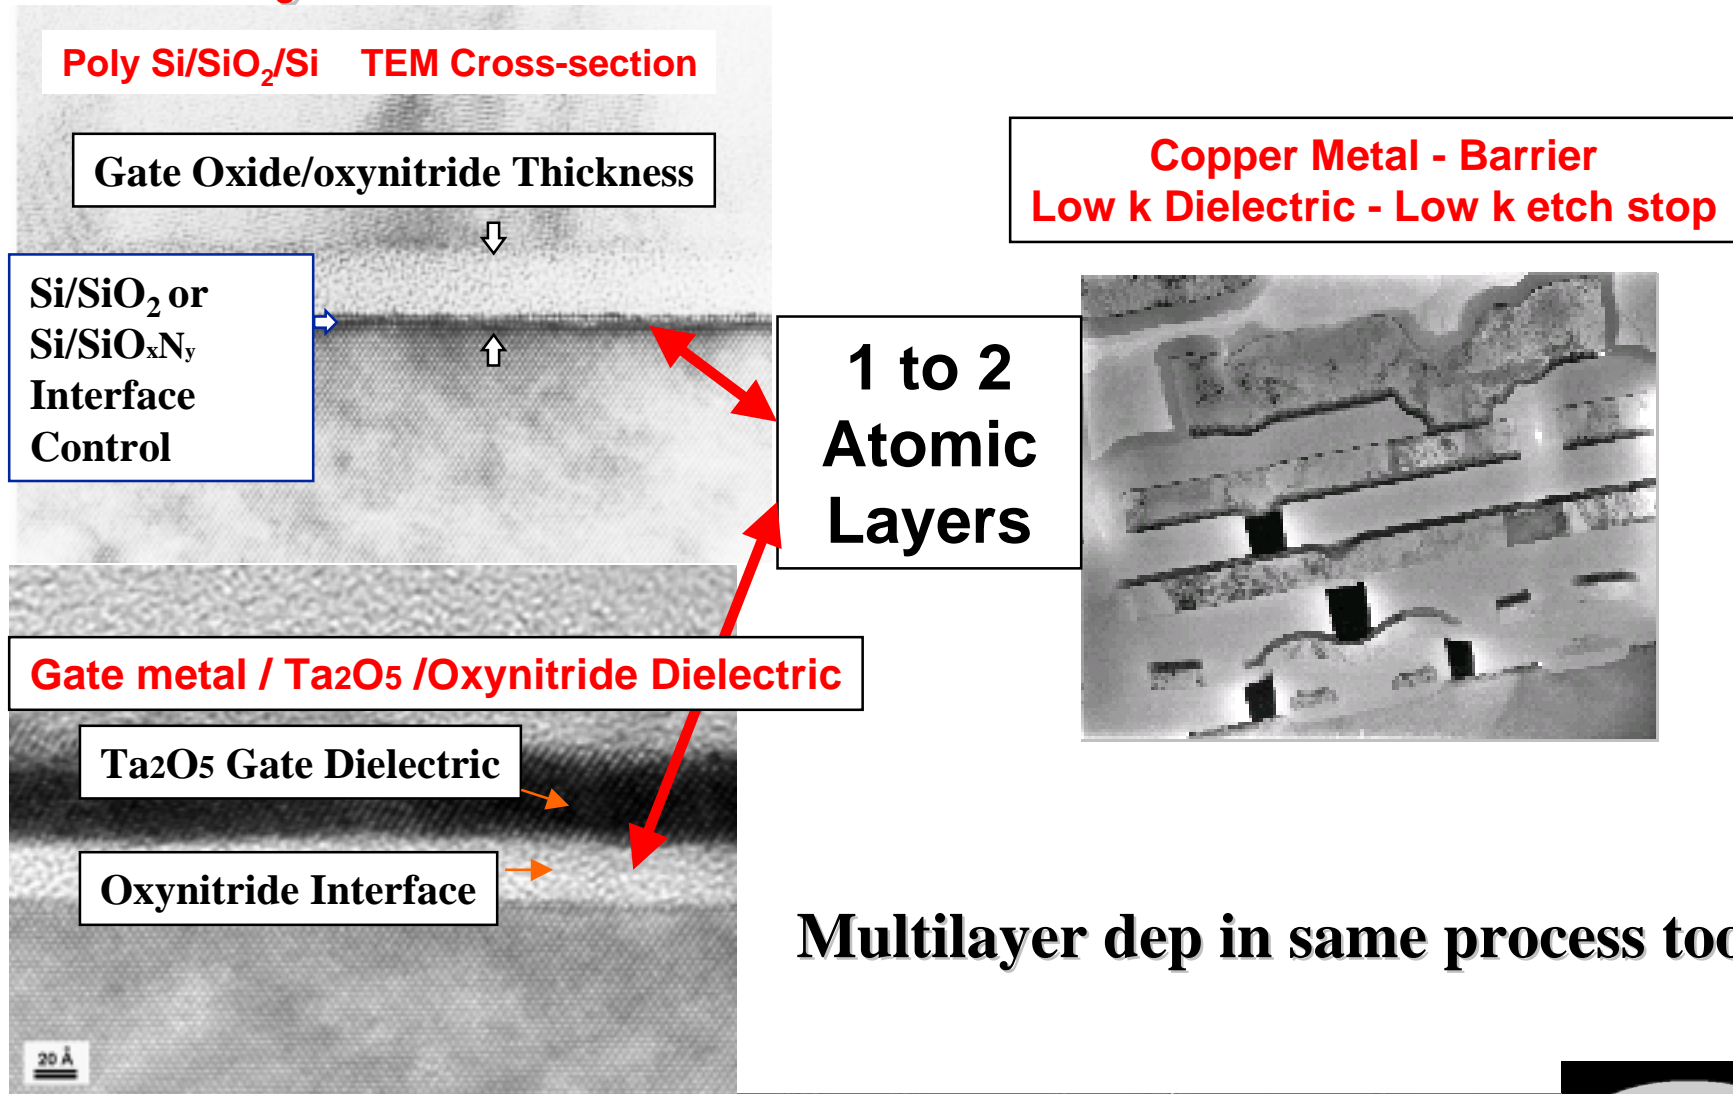 Poly Si/SiO2/Si TEM Cross-section
Gate Oxide/oxynitride Thickness
Si/SiO2 or
Si/SiOxNy
Interface
Control
Copper Metal - Barrier
Low k Dielectric - Low k etch stop
1 to 2
Atomic
Layers
Gate metal / Ta2O5 /Oxynitride Dielectric
Ta2O5 Gate Dielectric
Oxynitride Interface
Multilayer dep in same process
20 Å